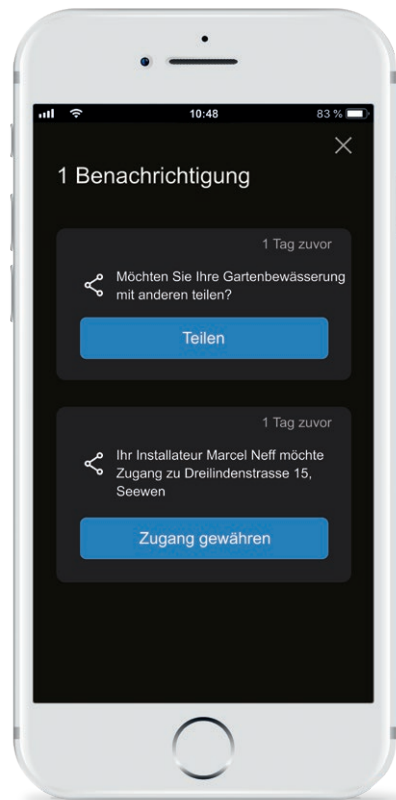 10:48
83 %
1 Benachrichtigung
1 Tag zuvor
Möchten Sie Ihre Gartenbewässerung
mit anderen teilen?
Teilen
1 Tag zuvor
Ihr Installateur Marcel Neff möchte
Zugang zu Dreilindenstrasse 15,
Seewen
Zugang gewähren